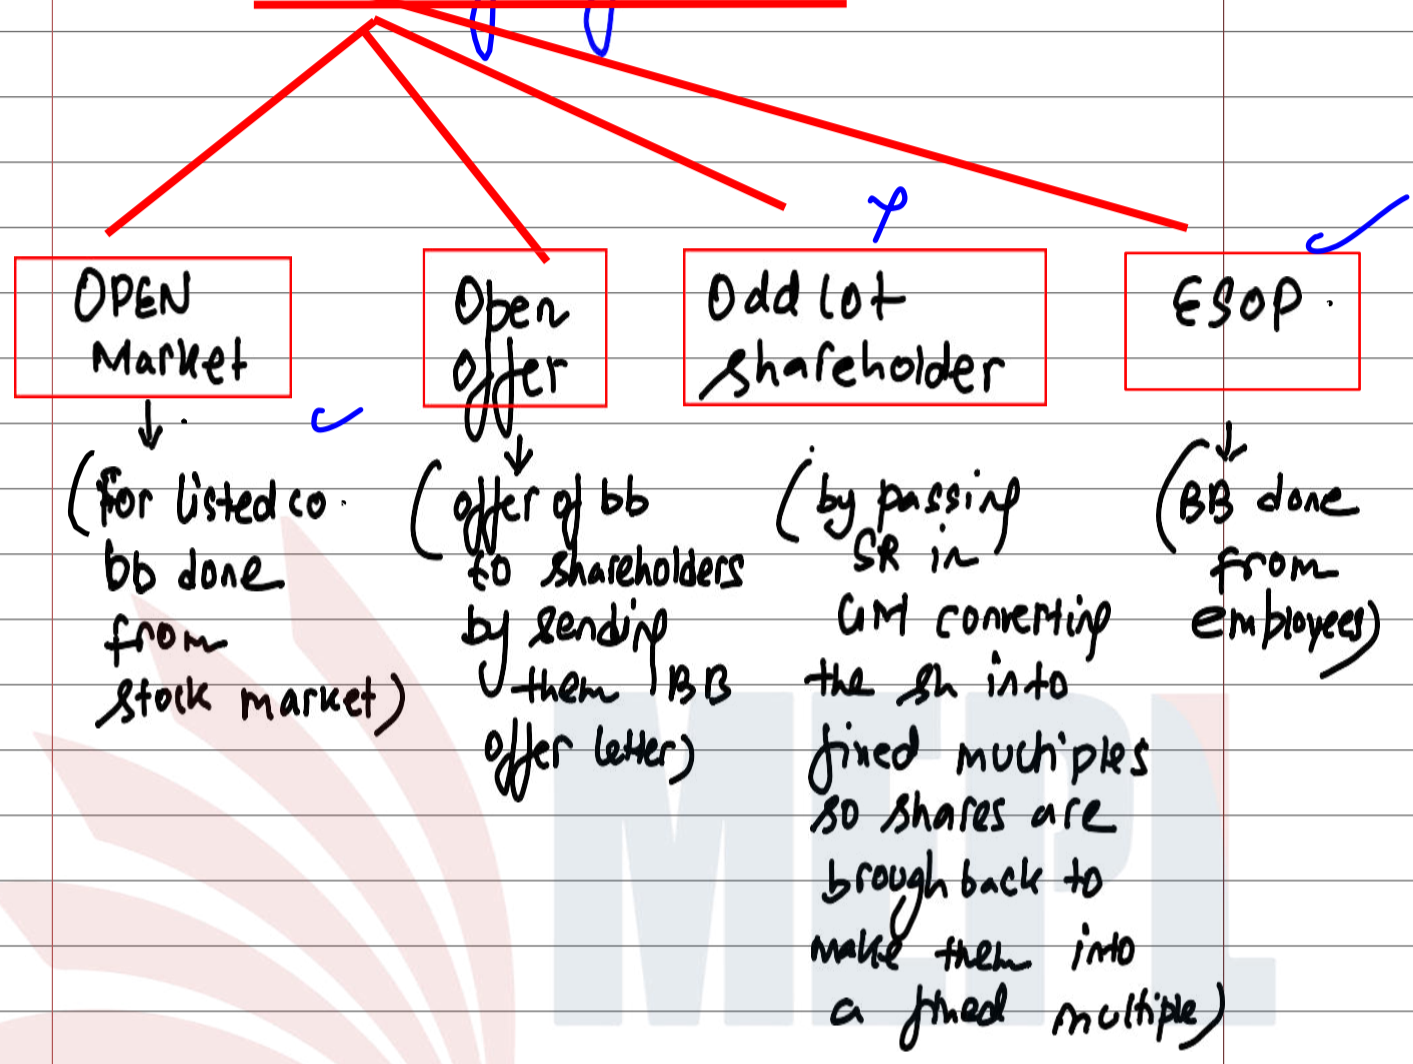 OPEN
Market
(For listed co.
bb done
from
stock market)
Open
Offer
(offer of bb
to shareholders
by sending
them BB
offer letter)
Odd lot
shareholder
(by passing
SR in
GM converting
the sh into
fixed multiples
so shares are
brough back to
make them into
a fixed multiple)
ESOP.
(BB done
from
employees)
MEPL